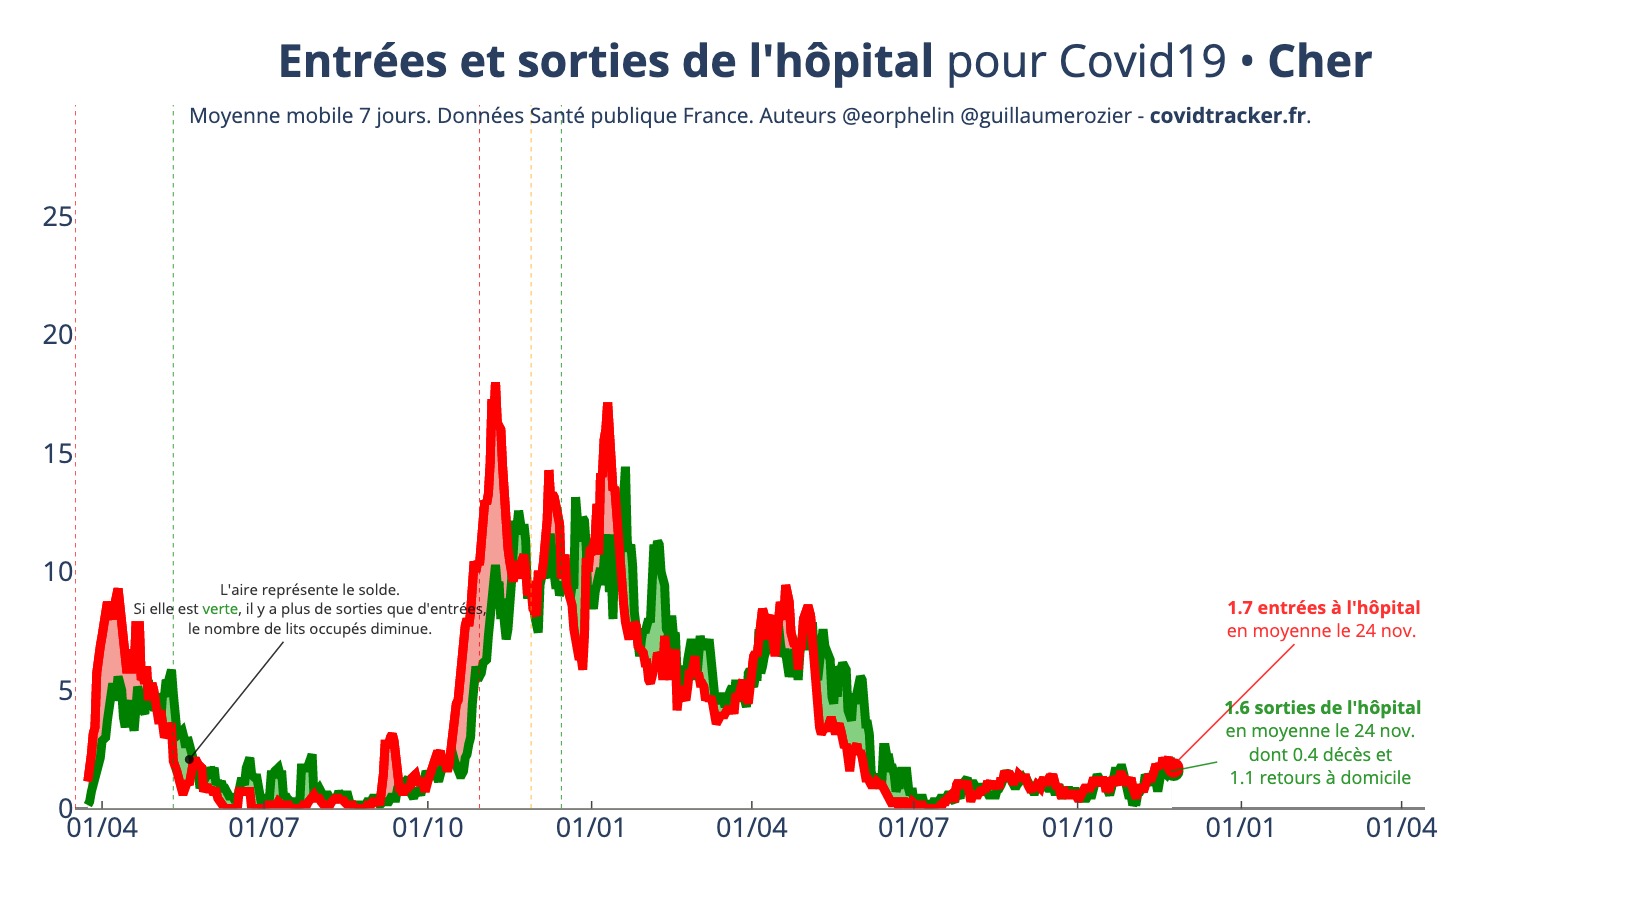 Entrées et sorties de l'hôpital pour Covid19 • Cher
Moyenne mobile 7 jours. Données Santé publique France. Auteurs @eorphelin @guillaumerozier - covidtracker.fr.
25
20
15
10
5
0
L'aire représente le solde.
Si elle est verte, il y a plus de sorties que d'entrées,
le nombre de lits occupés diminue.
1.7 entrées à l'hôpital
en moyenne le 24 nov.
1.6 sorties de l'hôpital
en moyenne le 24 nov.
dont 0.4 décès et
1.1 retours à domicile
01/04 01/07 01/10 01/01 01/04 01/07 01/10 01/01 01/04